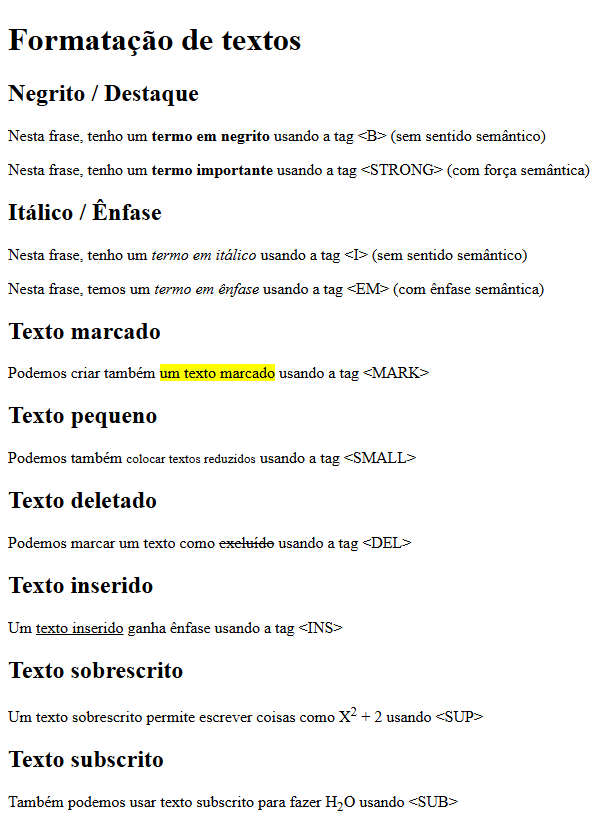 Formatação de textos
Negrito / Destaque
Nesta frase, tenho um termo em negrito usando a tag <B> (sem sentido semântico)
Nesta frase, tenho um termo importante usando a tag <STRONG> (com força semântica)
Itálico / Ênfase
Nesta frase, tenho um termo em itálico usando a tag <I> (sem sentido semântico)
Nesta frase, temos um termo em ênfase usando a tag <EM> (com ênfase semântica)
Texto marcado
Podemos criar também um texto marcado usando a tag <MARK>
Texto pequeno
Podemos também colocar textos reduzidos usando a tag <SMALL>
Texto deletado
Podemos marcar um texto como excluído usando a tag <DEL>
Texto inserido
Um texto inserido ganha ênfase usando a tag <INS>
Texto sobrescrito
Um texto sobrescrito permite escrever coisas como X² + 2 usando <SUP>
Texto subscrito
Também podemos usar texto subscrito para fazer H₂O usando <SUB>